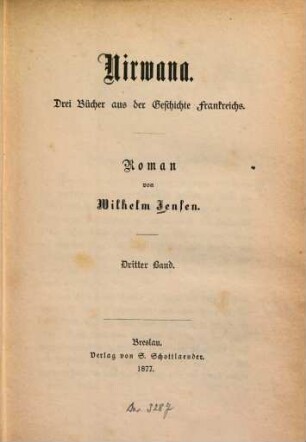 Nirwana.
Drei Bücher aus der Geschichte Frankreichs.
Roman
von
Wilhelm Jensen.
Dritter Band.
Breslau.
Verlag von S. Schottlaender.
1877.